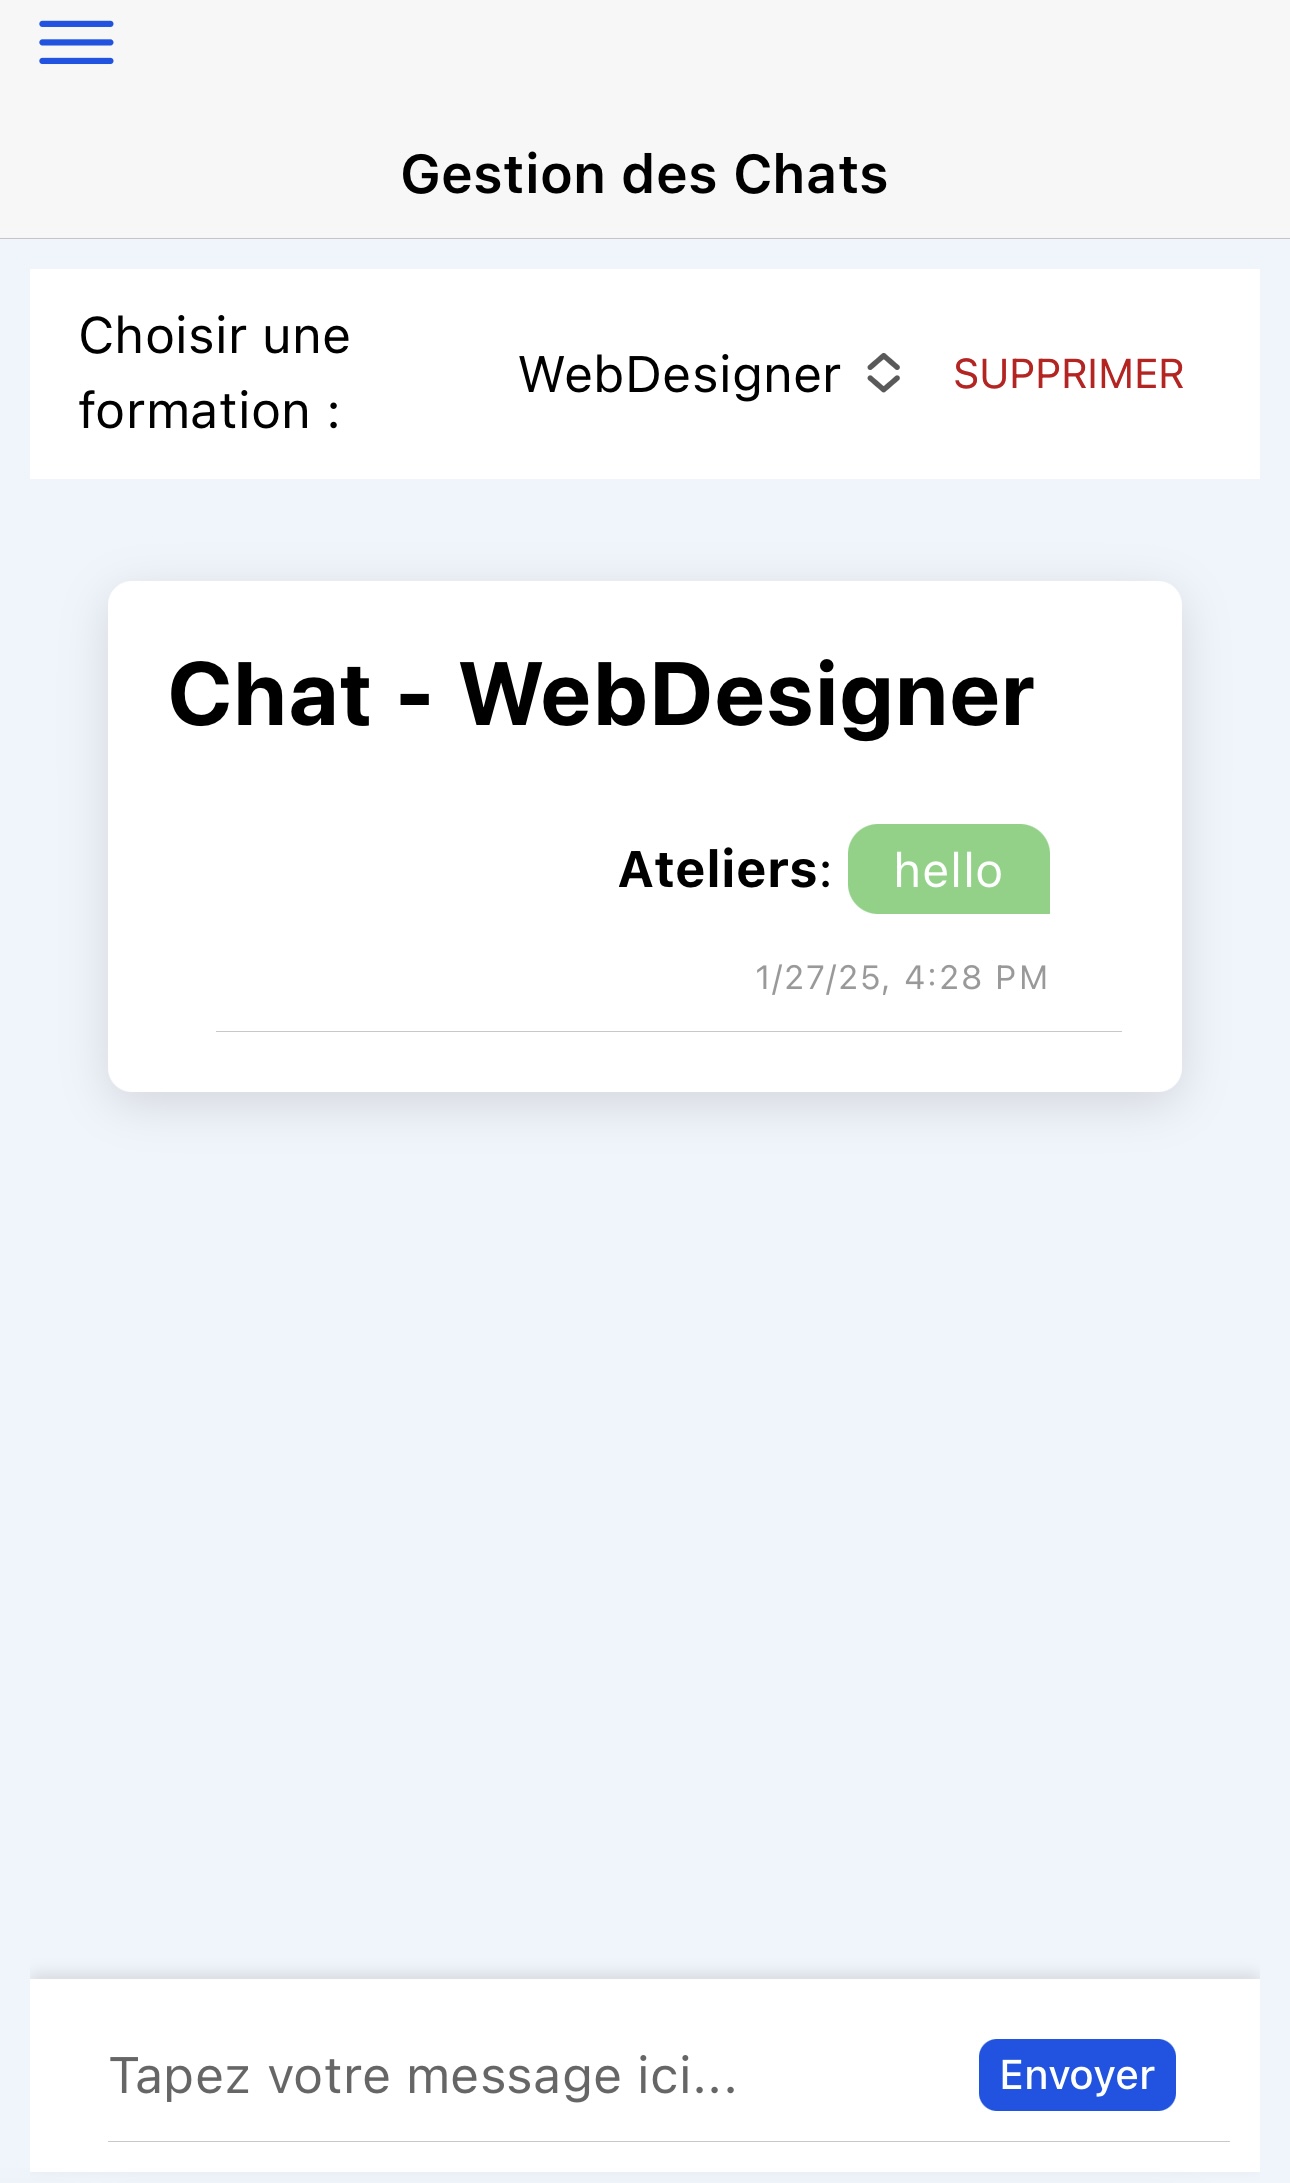 Gestion des Chats
Choisir une
formation :
WebDesigner
SUPPRIMER
Chat - WebDesigner
Ateliers: hello
1/27/25, 4:28 PM
Tapez votre message ici...
Envoyer